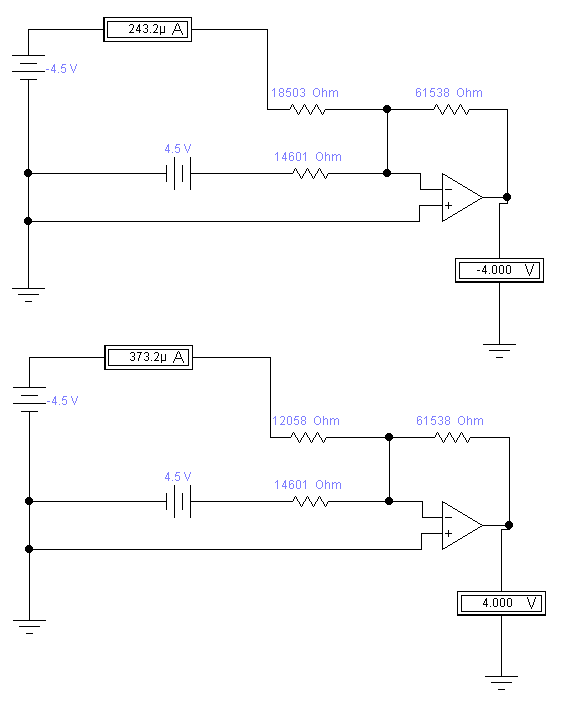 243.2µ A
-4.5 V
18503 Ohm
61538 Ohm
4.5 V
14601 Ohm
-4.000 V
373.2µ A
-4.5 V
12058 Ohm
61538 Ohm
4.5 V
14601 Ohm
4.000 V